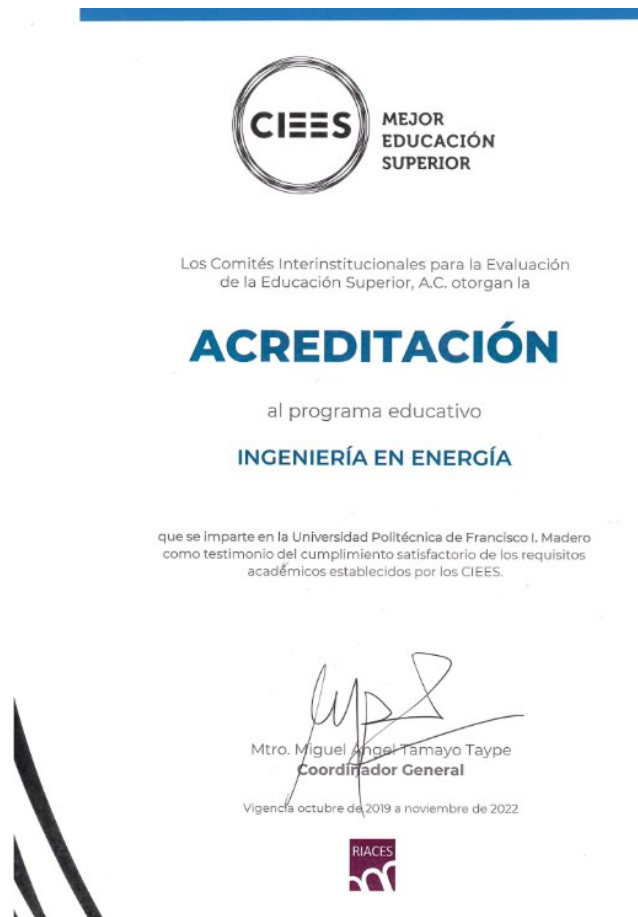 CIEES
MEJOR
EDUCACIÓN
SUPERIOR
Los Comités Interinstitucionales para la Evaluación
de la Educación Superior, A.C. otorgan la
ACREDITACIÓN
al programa educativo
INGENIERÍA EN ENERGÍA
que se imparte en la Universidad Politécnica de Francisco I. Madero
como testimonio del cumplimiento satisfactorio de los requisitos
académicos establecidos por los CIEES.
Mtro. Miguel Ángel Tamayo Taype
Coordinador General
Vigencia octubre de 2019 a noviembre de 2022
RIACES